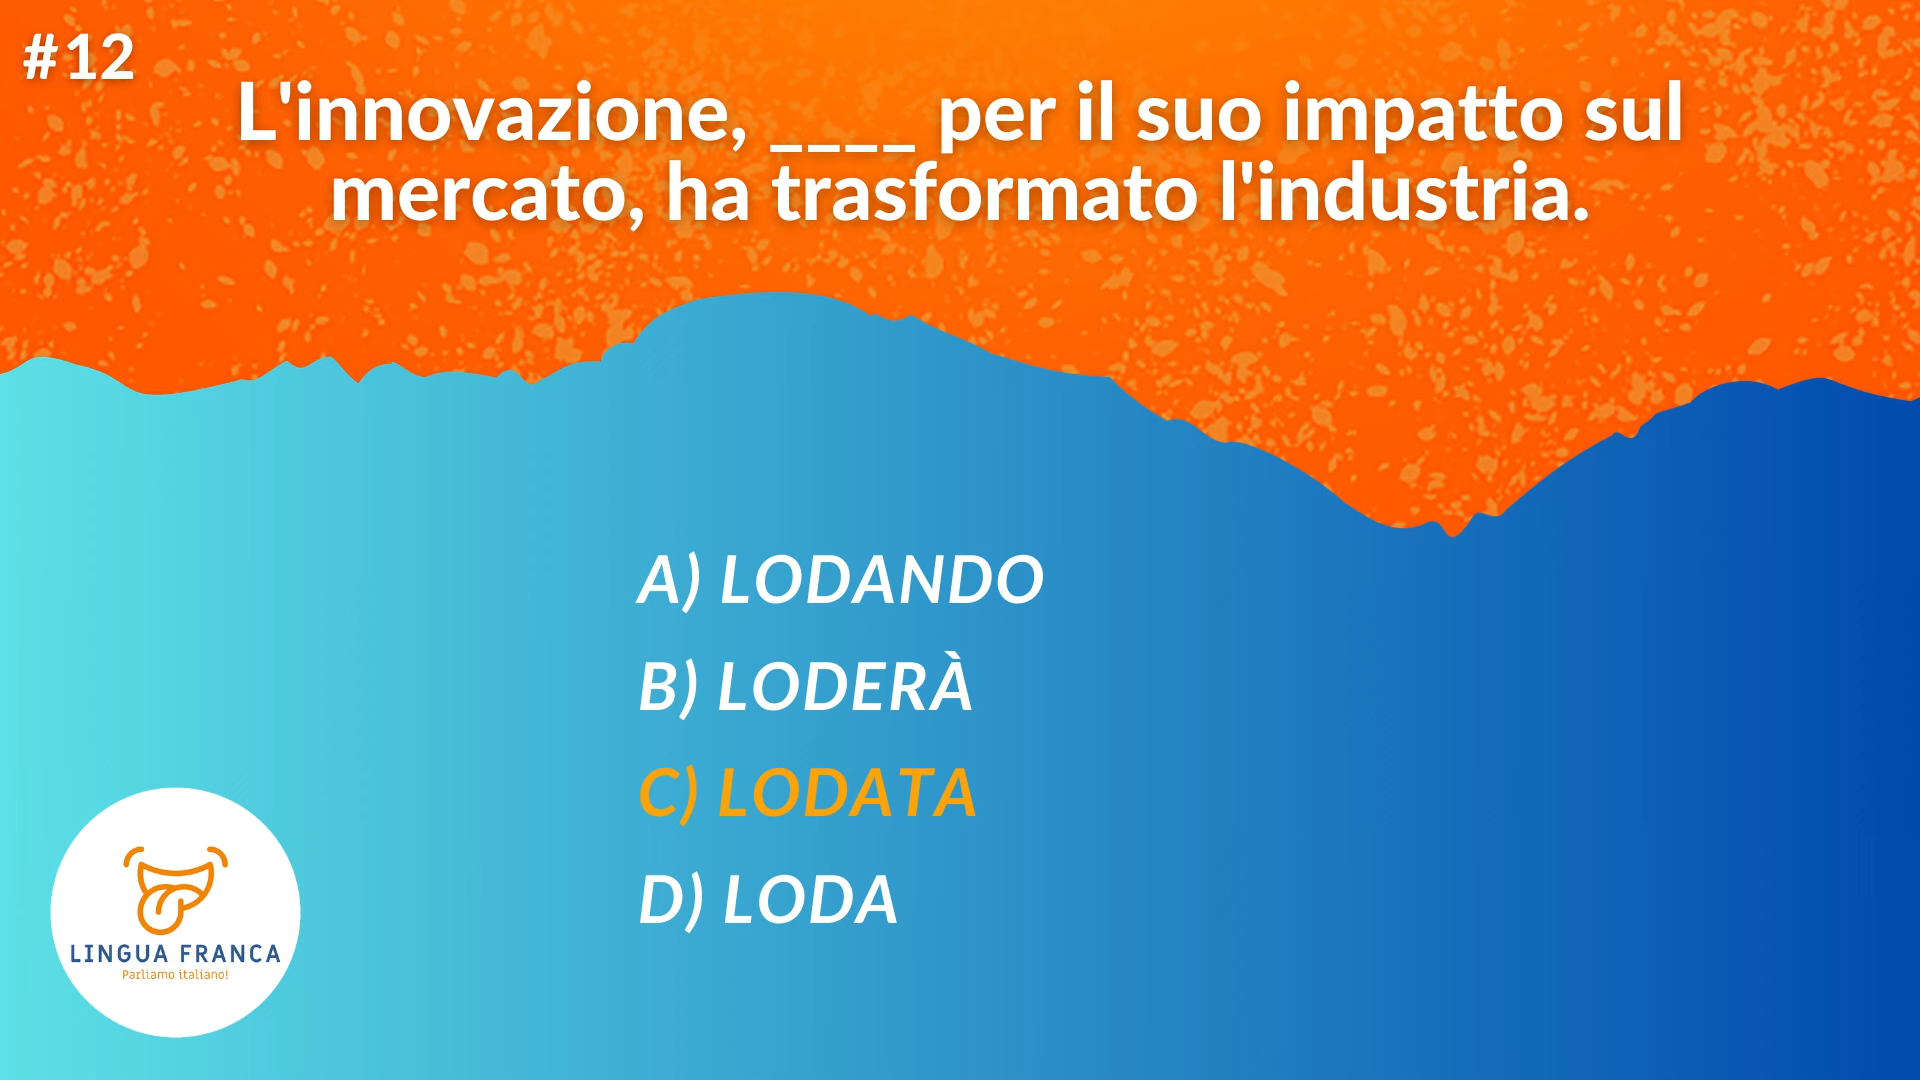 #12
L'innovazione, ____ per il suo impatto sul
mercato, ha trasformato l'industria.
A) LODANDO
B) LODERÀ
C) LODATA
D) LODA
LINGUA FRANCA
Parliamo italiano!